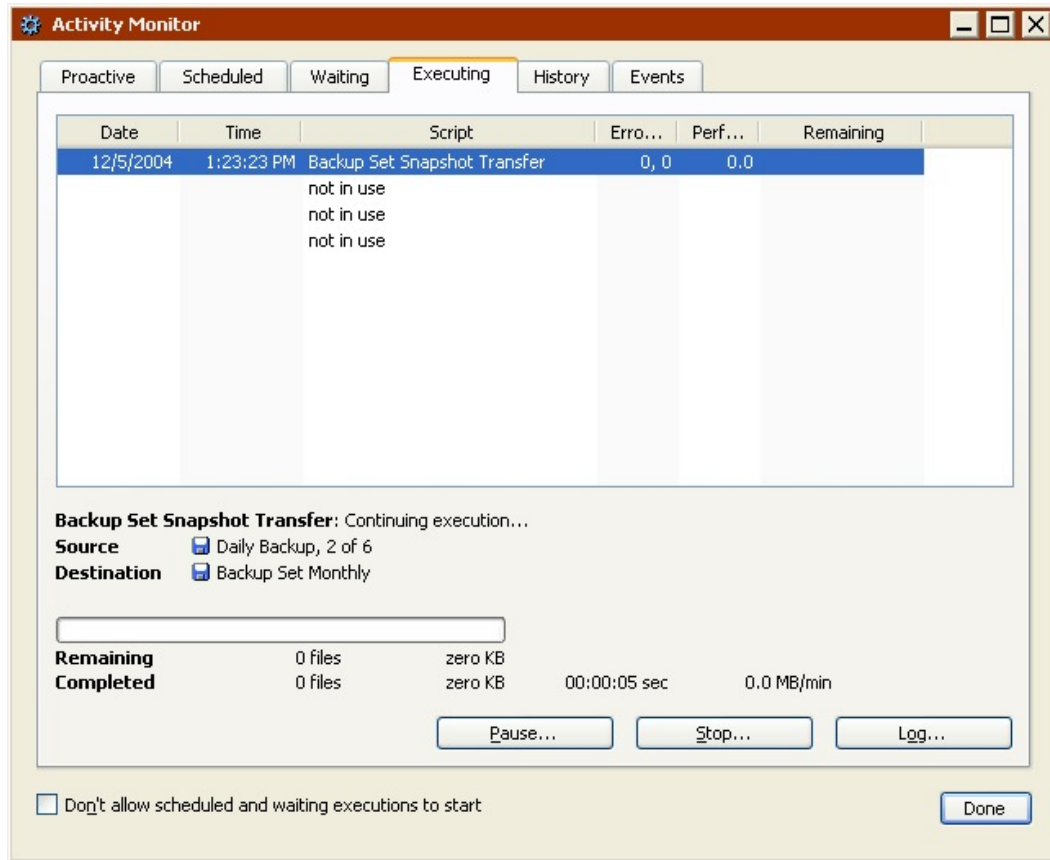 Activity Monitor
Proactive Scheduled Waiting Executing History Events
Date Time Script Erro... Perf... Remaining
12/5/2004 1:23:23 PM Backup Set Snapshot Transfer 0, 0 0.0
not in use
not in use
not in use
Backup Set Snapshot Transfer: Continuing execution...
Source Daily Backup, 2 of 6
Destination Backup Set Monthly
Remaining 0 files zero KB
Completed 0 files zero KB 00:00:05 sec 0.0 MB/min
Pause... Stop... Log...
Don't allow scheduled and waiting executions to start Done